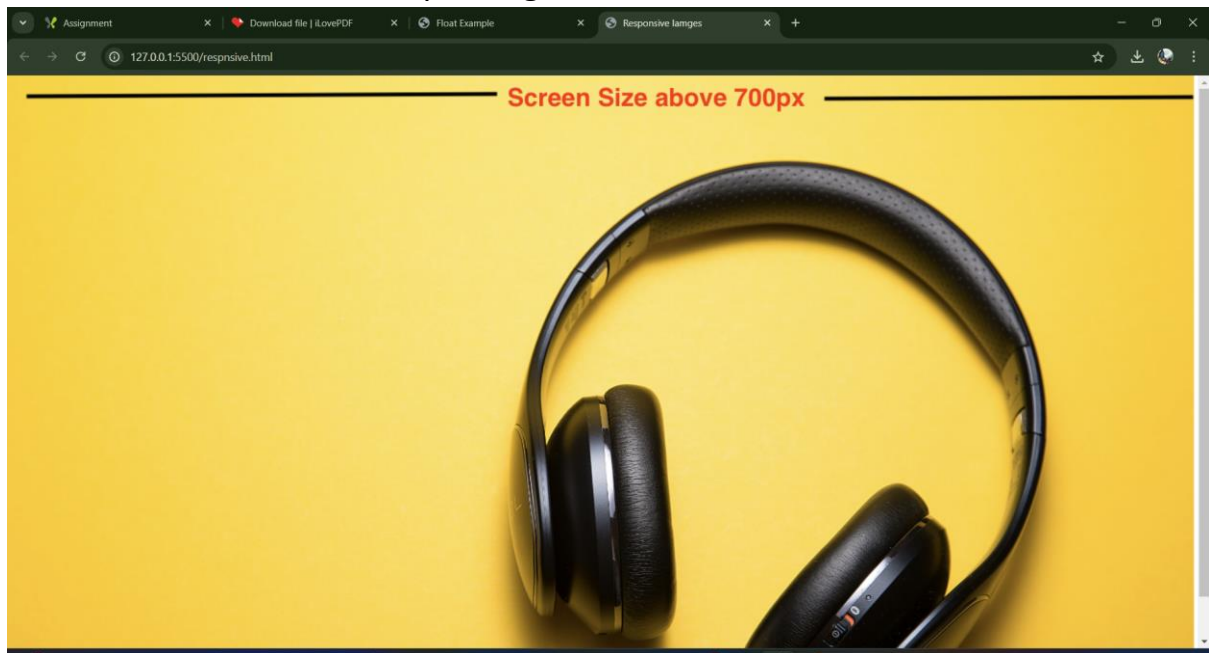 Assignment
Download file | iLovePDF
Float Example
Responsive Iamges
127.0.0.1:5500/respnsive.html
Screen Size above 700px